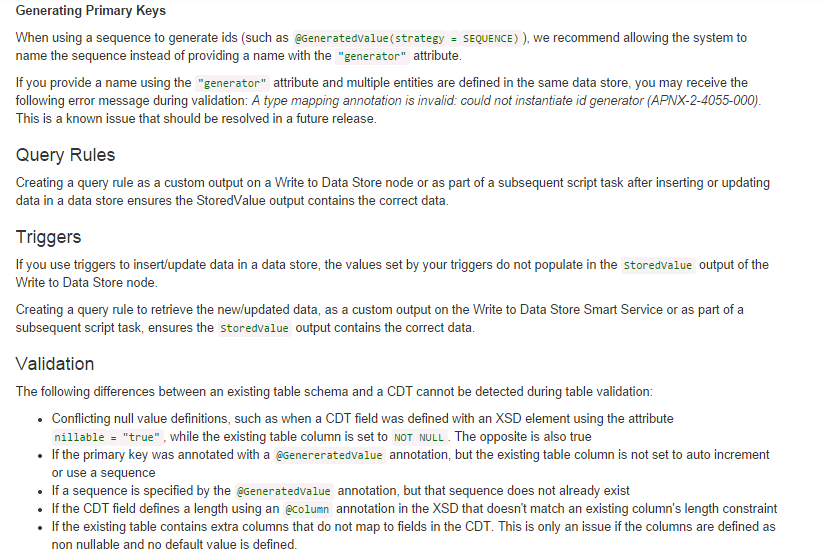 Generating Primary Keys
When using a sequence to generate ids (such as @GeneratedValue(strategy = SEQUENCE) ), we recommend allowing the system to
name the sequence instead of providing a name with the "generator" attribute.
If you provide a name using the "generator" attribute and multiple entities are defined in the same data store, you may receive the
following error message during validation: A type mapping annotation is invalid: could not instantiate id generator (APNX-2-4055-000).
This is a known issue that should be resolved in a future release.
Query Rules
Creating a query rule as a custom output on a Write to Data Store node or as part of a subsequent script task after inserting or updating
data in a data store ensures the StoredValue output contains the correct data.
Triggers
If you use triggers to insert/update data in a data store, the values set by your triggers do not populate in the StoredValue output of the
Write to Data Store node.
Creating a query rule to retrieve the new/updated data, as a custom output on the Write to Data Store Smart Service or as part of a
subsequent script task, ensures the StoredValue output contains the correct data.
Validation
The following differences between an existing table schema and a CDT cannot be detected during table validation:
• Conflicting null value definitions, such as when a CDT field was defined with an XSD element using the attribute
nillable = "true" , while the existing table column is set to NOT NULL . The opposite is also true
• If the primary key was annotated with a @GenereratedValue annotation, but the existing table column is not set to auto increment
or use a sequence
• If a sequence is specified by the @GeneratedValue annotation, but that sequence does not already exist
• If the CDT field defines a length using an @Column annotation in the XSD that doesn't match an existing column's length constraint
• If the existing table contains extra columns that do not map to fields in the CDT. This is only an issue if the columns are defined as
non nullable and no default value is defined.